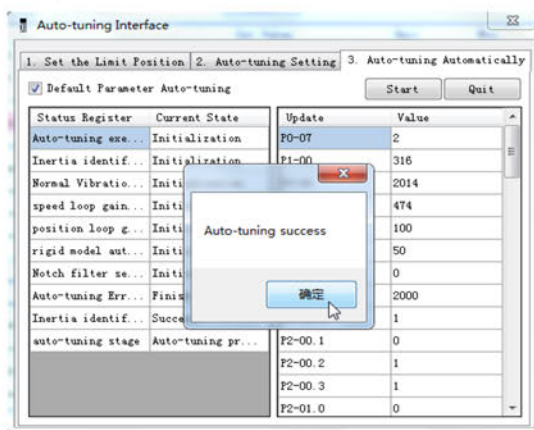 Auto-tuning Interface
1. Set the Limit Position 2. Auto-tuning Setting 3. Auto-tuning Automatically
Default Parameter Auto-tuning Start Quit
Status Register Current State Update Value
Auto-tuning exe... Initialization P0-07 2
Inertia identif... Initialization P1-00 316
Normal Vibratio... Initi 2014
speed loop gain... Initi 474
position loop g... Initi 100
rigid model aut... Initi 50
Notch filter se... Initi 0
Auto-tuning Err... Finis 2000
Inertia identif... Succe 1
auto-tuning stage Auto-tuning pr... P2-00.1 0
P2-00.2 1
P2-00.3 1
P2-01.0 0
Auto-tuning success
确定